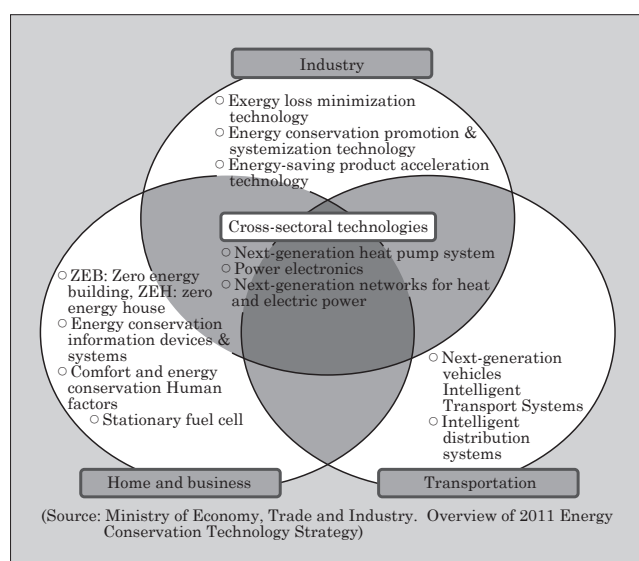 Industry
○ Exergy loss minimization
technology
○ Energy conservation promotion &
systemization technology
○ Energy-saving product acceleration
technology
Cross-sectoral technologies
○ Next-generation heat pump system
○ Power electronics
○ Next-generation networks for heat
and electric power
○ ZEB: Zero energy
building, ZEH: zero
energy house
○ Energy conservation
information devices &
systems
○ Comfort and energy
conservation Human
factors
○ Stationary fuel cell
○ Next-generation
vehicles
Intelligent
Transport Systems
○ Intelligent
distribution
systems
Home and business
Transportation
(Source: Ministry of Economy, Trade and Industry. Overview of 2011 Energy
Conservation Technology Strategy)